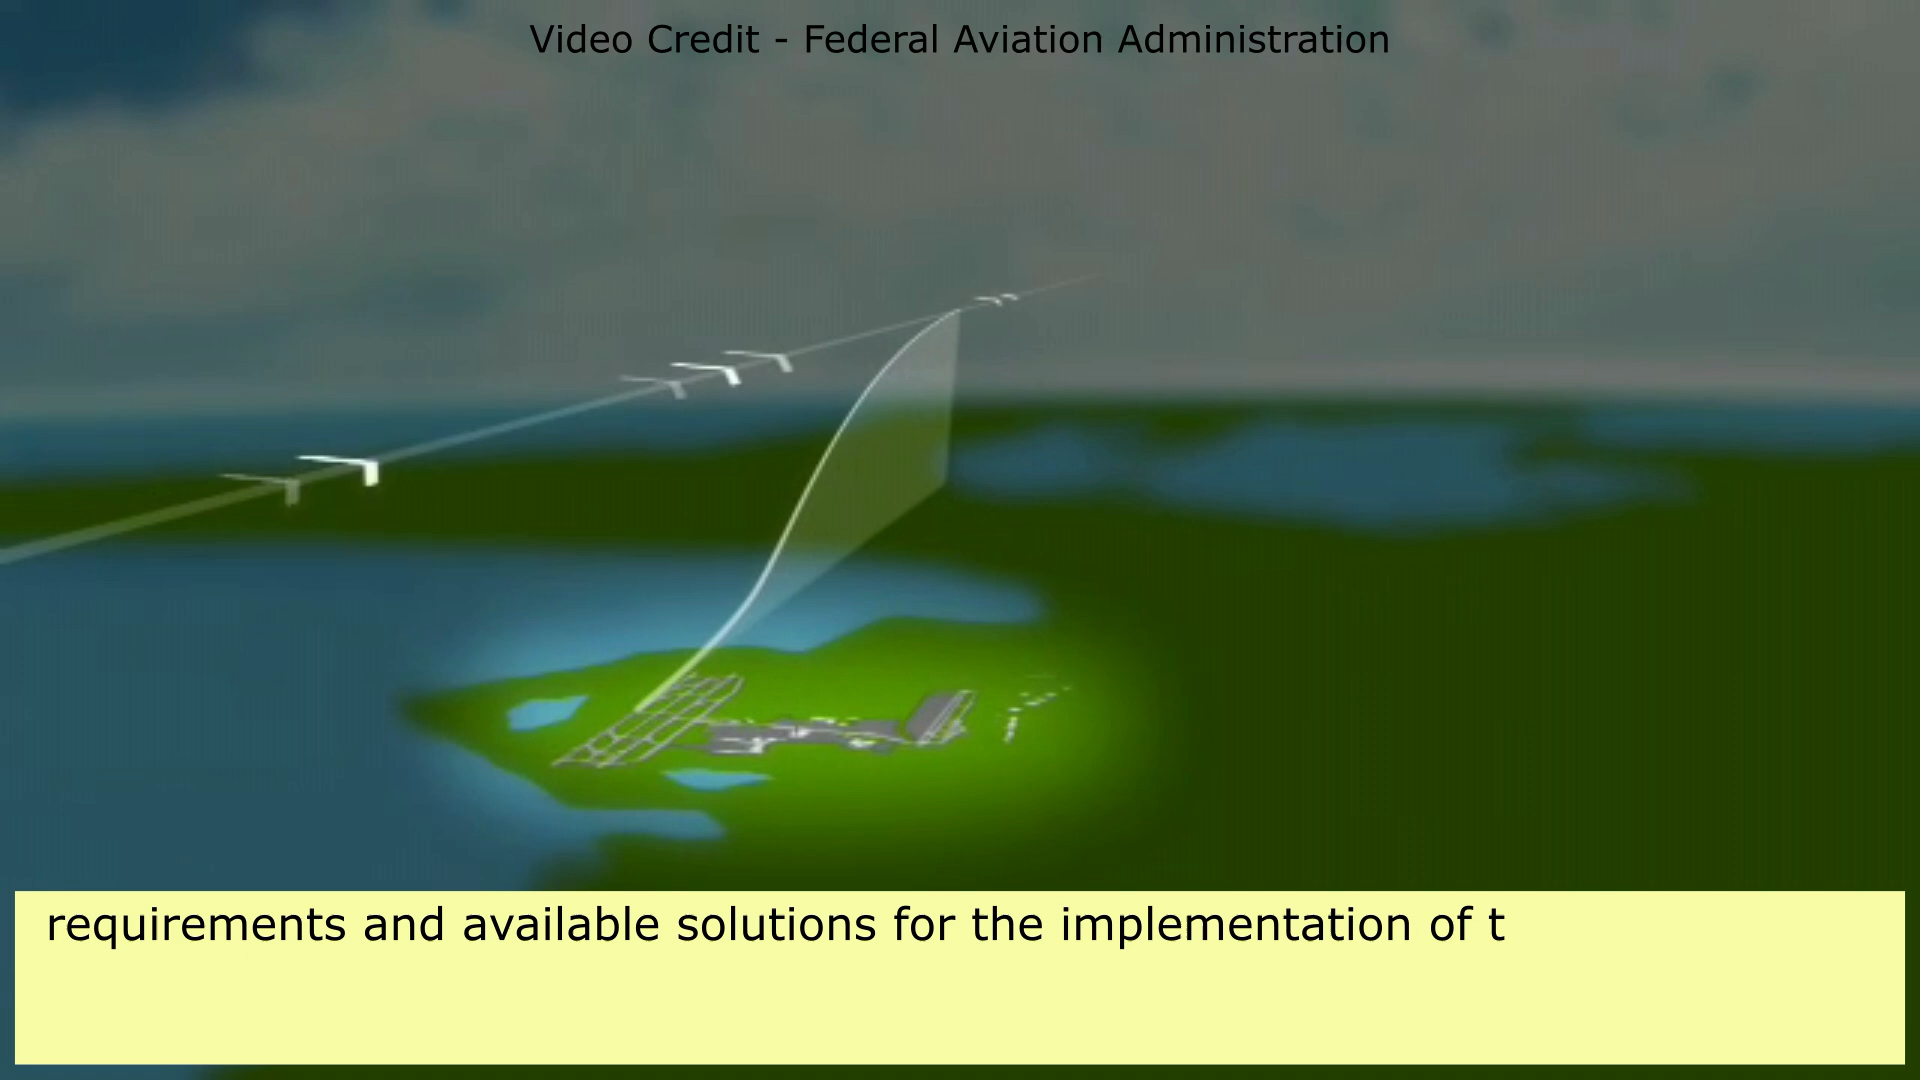 Video Credit - Federal Aviation Administration
requirements and available solutions for the implementation of t